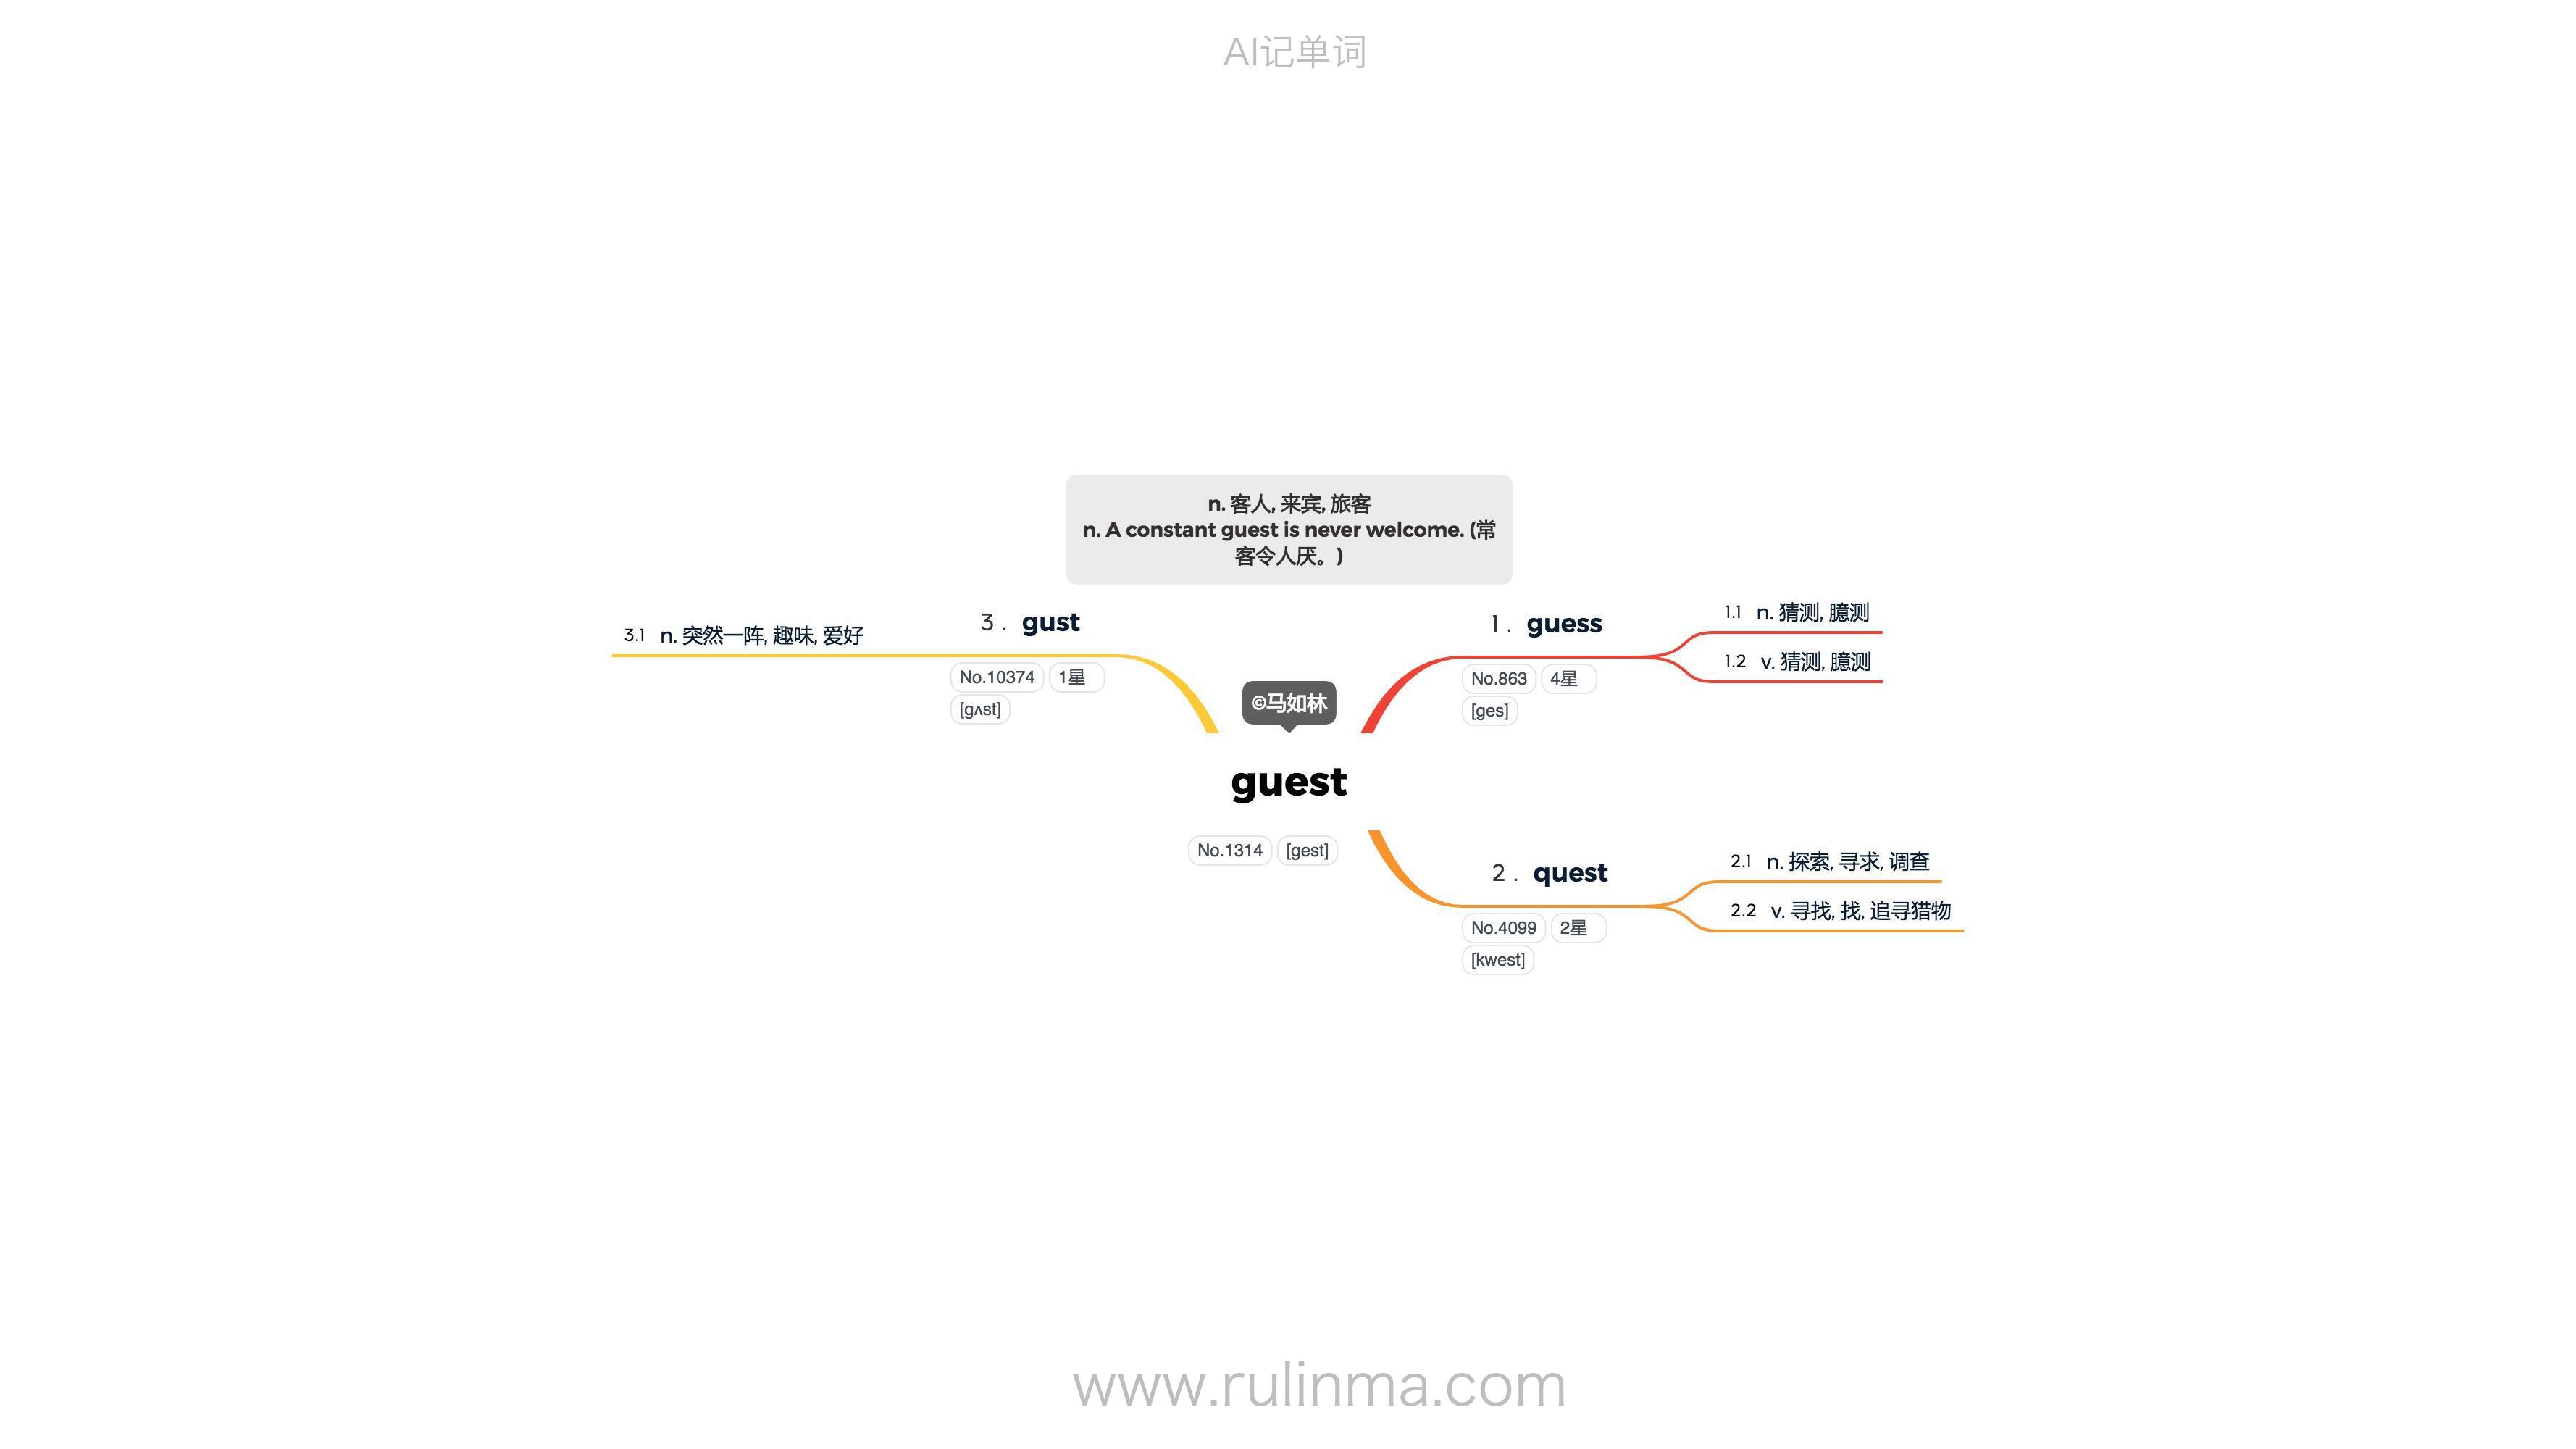 AI记单词
n. 客人, 来宾, 旅客
n. A constant guest is never welcome. (常
客令人厌。)
©马如林
guest
No.1314 [gest]
1 . guess
No.863 4星
[ges]
1.1 n. 猜测, 臆测
1.2 v. 猜测, 臆测
2 . quest
No.4099 2星
[kwest]
2.1 n. 探索, 寻求, 调查
2.2 v. 寻找, 找, 追寻猎物
3 . gust
No.10374 1星
[gʌst]
3.1 n. 突然一阵, 趣味, 爱好
www.rulinma.com